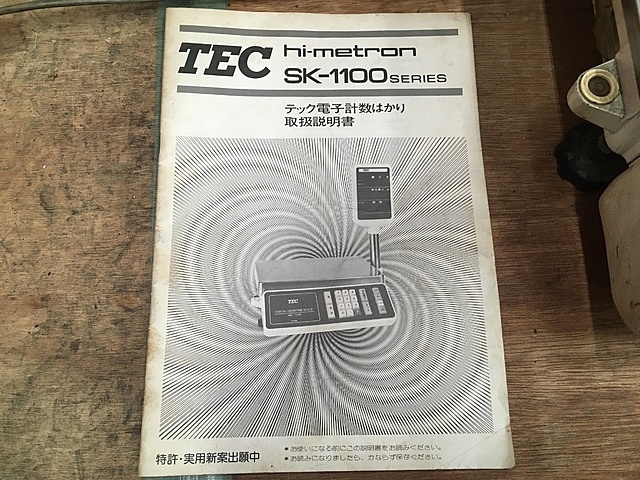 TEC hi-metron
SK-1100 SERIES
テック電子計数はかり
取扱説明書
TEC
特許・実用新案出願中
*お使いになる前にこの説明書をお読みください。
*お読みになりましたら、かならず保存ください。